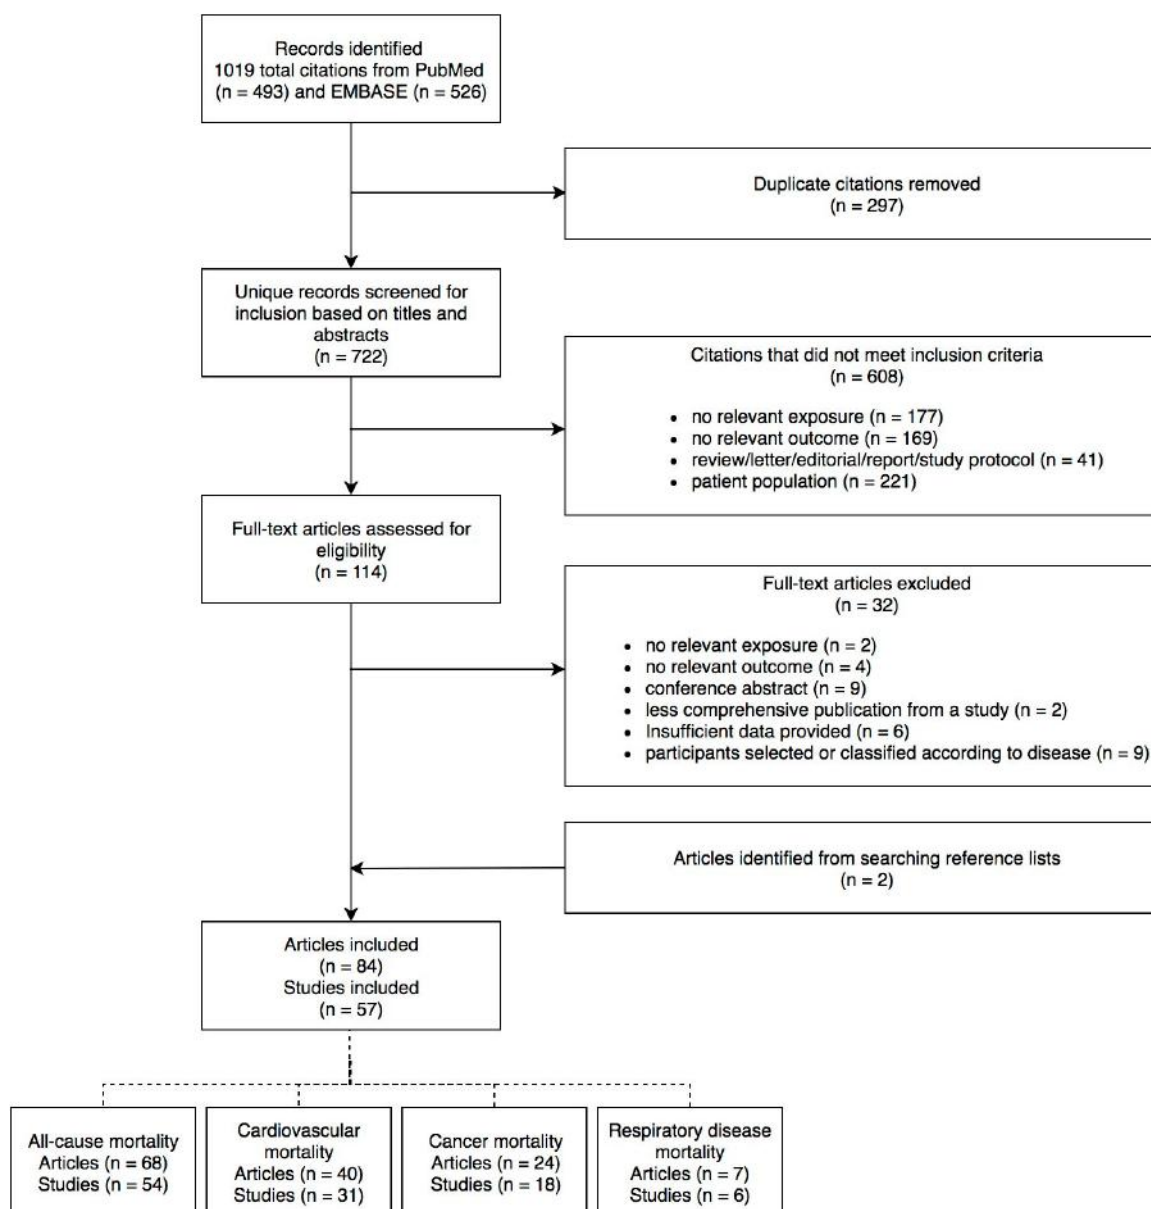 Records identified
1019 total citations from PubMed
(n = 493) and EMBASE (n = 526)
Duplicate citations removed
(n = 297)
Unique records screened for
inclusion based on titles and
abstracts
(n = 722)
Citations that did not meet inclusion criteria
(n = 608)
• no relevant exposure (n = 177)
• no relevant outcome (n = 169)
• review/letter/editorial/report/study protocol (n = 41)
• patient population (n = 221)
Full-text articles assessed for
eligibility
(n = 114)
Full-text articles excluded
(n = 32)
• no relevant exposure (n = 2)
• no relevant outcome (n = 4)
• conference abstract (n = 9)
• less comprehensive publication from a study (n = 2)
• Insufficient data provided (n = 6)
• participants selected or classified according to disease (n = 9)
Articles identified from searching reference lists
(n = 2)
Articles included
(n = 84)
Studies included
(n = 57)
All-cause mortality
Articles (n = 68)
Studies (n = 54)
Cardiovascular
mortality
Articles (n = 40)
Studies (n = 31)
Cancer mortality
Articles (n = 24)
Studies (n = 18)
Respiratory disease
mortality
Articles (n = 7)
Studies (n = 6)